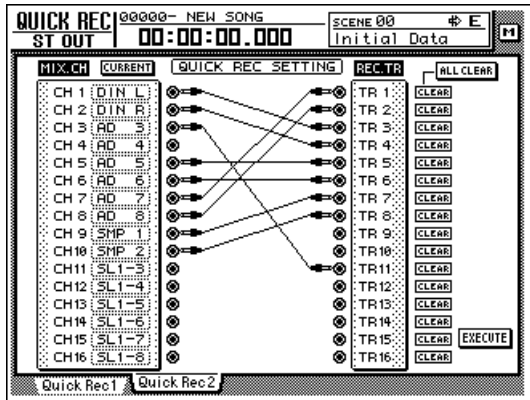 QUICK REC
ST OUT
00000- NEW SONG
00:00:00.000
SCENE 00 E
Initial Data
M
MIX.CH CURRENT QUICK REC SETTING REC.TR ALL CLEAR
CH 1 DIN L TR 1 CLEAR
CH 2 DIN R TR 2 CLEAR
CH 3 AD 3 TR 3 CLEAR
CH 4 AD 4 TR 4 CLEAR
CH 5 AD 5 TR 5 CLEAR
CH 6 AD 6 TR 6 CLEAR
CH 7 AD 7 TR 7 CLEAR
CH 8 AD 8 TR 8 CLEAR
CH 9 SMP 1 TR 9 CLEAR
CH10 SMP 2 TR10 CLEAR
CH11 SL1-3 TR11 CLEAR
CH12 SL1-4 TR12 CLEAR
CH13 SL1-5 TR13 CLEAR
CH14 SL1-6 TR14 CLEAR
CH15 SL1-7 TR15 CLEAR EXECUTE
CH16 SL1-8 TR16 CLEAR
Quick Rec1 Quick Rec2